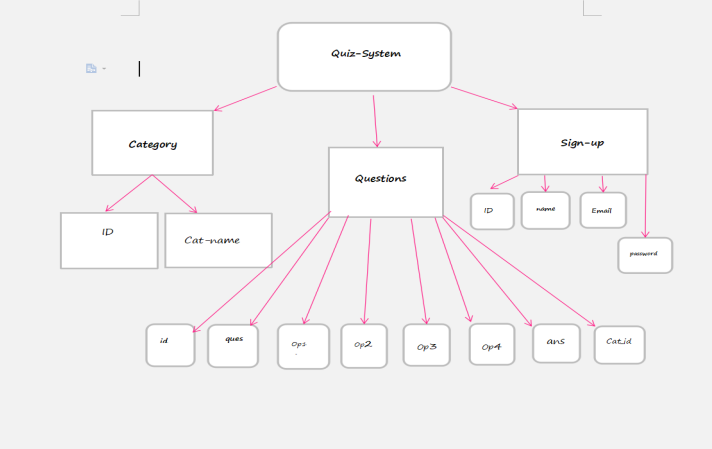 Quiz-System
Category
Questions
Sign-up
ID
Cat-name
ID
name
Email
password
id
ques
Op1
Op2
Op3
Op4
ans
Cat_id